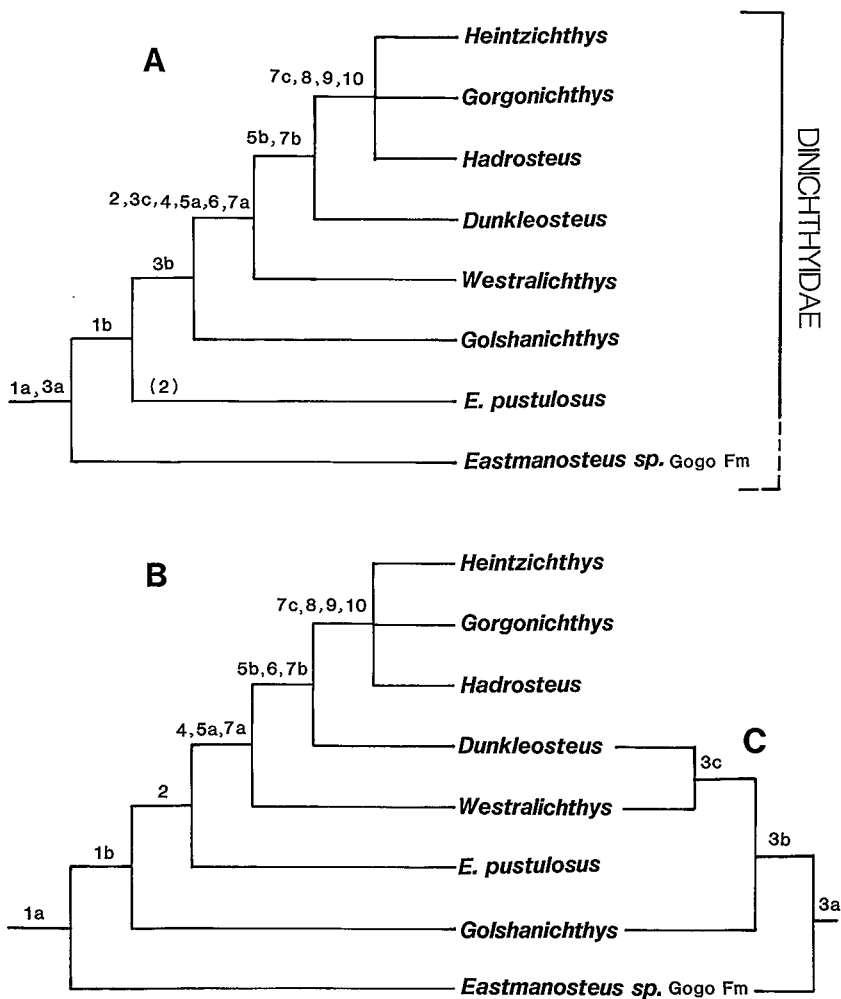 A
Heintzichthys
7c,8,9,10
Gorgonichthys
5b,7b
Hadrosteus
2,3c,4,5a,6,7a
Dunkleosteus
3b
Westralichthys
1b
Golshanichthys
1a,3a
(2)
E. pustulosus
Eastmanosteus sp. Gogo Fm
DINICHTHYIDAE
B
Heintzichthys
7c,8,9,10
Gorgonichthys
5b,6,7b
Hadrosteus
4,5a,7a
Dunkleosteus
C
3c
2
Westralichthys
1b
E. pustulosus
3b
1a
Golshanichthys
3a
Eastmanosteus sp. Gogo Fm